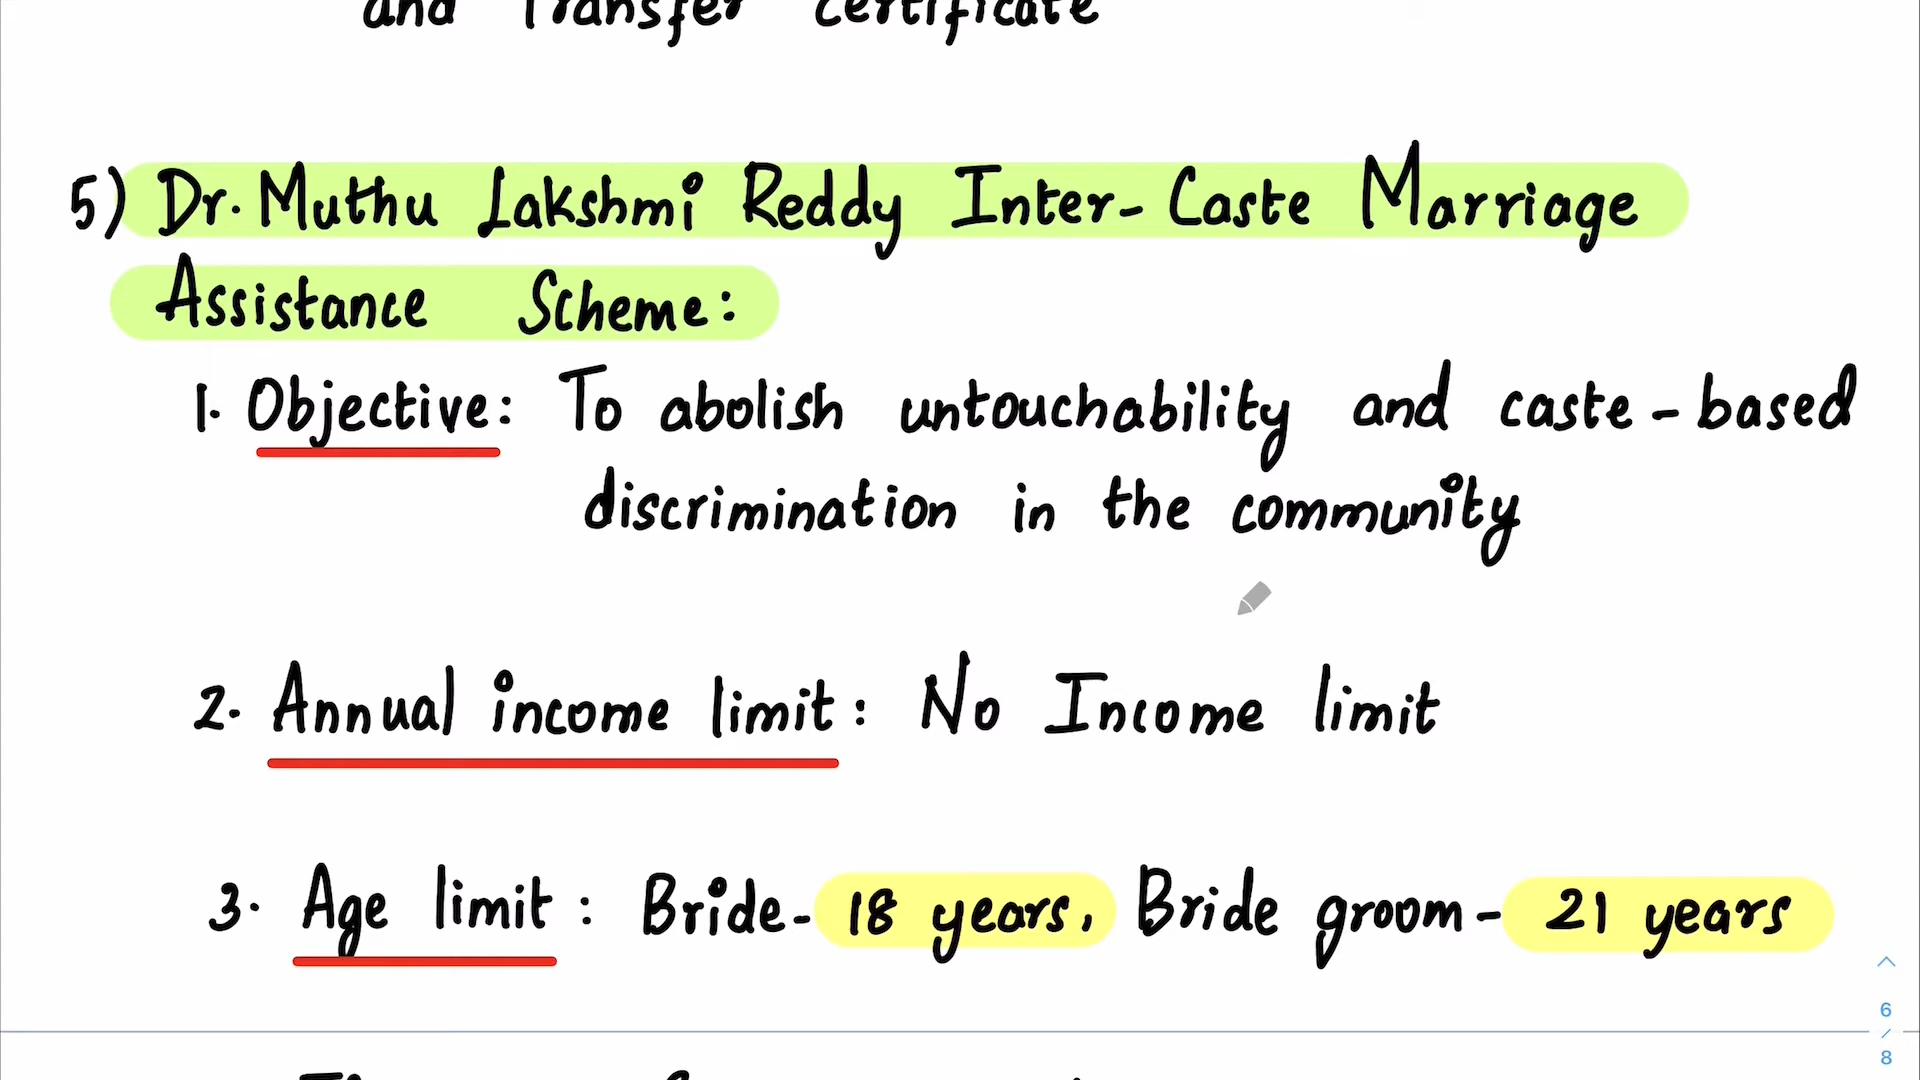 and Transfer certificate
5) Dr. Muthu Lakshmi Reddy Inter-Caste Marriage
Assistance Scheme:
1. Objective: To abolish untouchability and caste-based
discrimination in the community
2. Annual income limit: No Income limit
3. Age limit: Bride- 18 years, Bride groom- 21 years
6
/
8